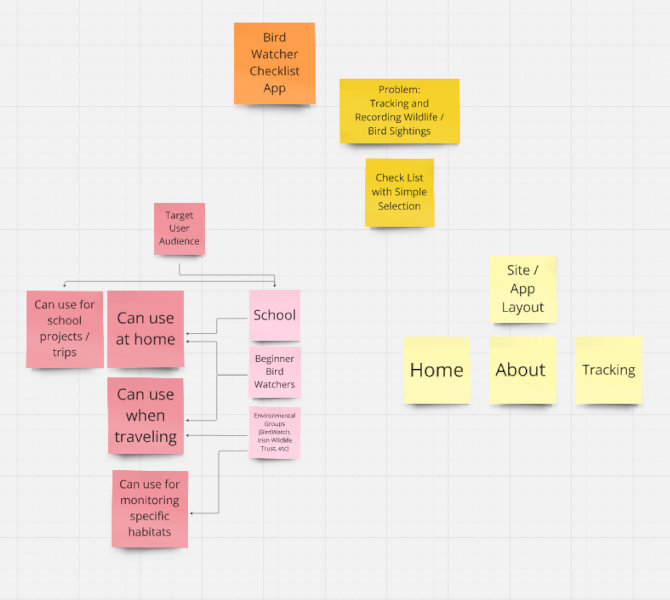 Bird
Watcher
Checklist
App
Problem:
Tracking and
Recording Wildlife /
Bird Sightings
Check List
with Simple
Selection
Target
User
Audience
Can use for
school
projects /
trips
Can use
at home
School
Beginner
Bird
Watchers
Can use
when
traveling
Environmental
Groups
(BirdWatch,
Irish Wildlife
Trust, etc)
Can use for
monitoring
specific
habitats
Site /
App
Layout
Home
About
Tracking